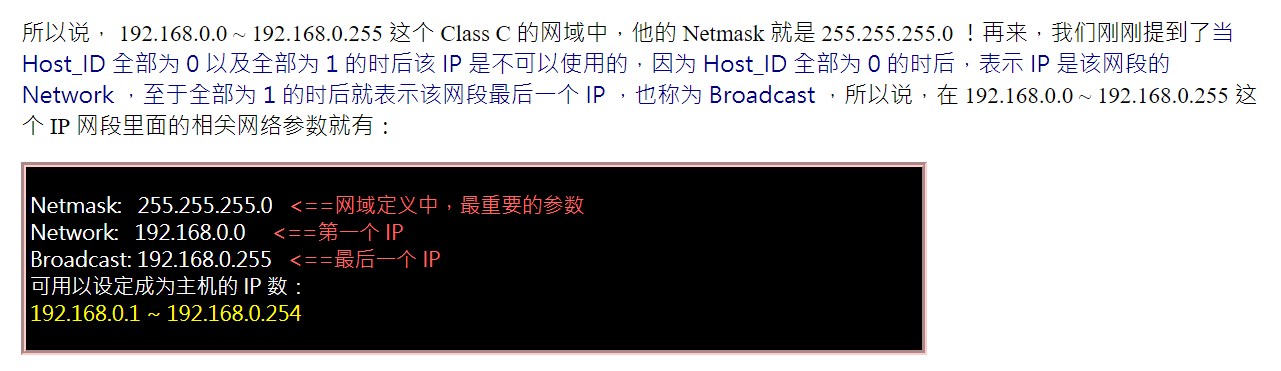 所以说， 192.168.0.0 ~ 192.168.0.255 这个 Class C 的网域中，他的 Netmask 就是 255.255.255.0 ！再来，我们刚刚提到了当
Host_ID 全部为 0 以及全部为 1 的时后该 IP 是不可以使用的，因为 Host_ID 全部为 0 的时后，表示 IP 是该网段的
Network ，至于全部为 1 的时后就表示该网段最后一个 IP ，也称为 Broadcast ，所以说，在 192.168.0.0 ~ 192.168.0.255 这
个 IP 网段里面的相关网络参数就有：
Netmask: 255.255.255.0 <==网域定义中，最重要的参数
Network: 192.168.0.0 <==第一个 IP
Broadcast: 192.168.0.255 <==最后一个 IP
可用以设定成为主机的 IP 数：
192.168.0.1 ~ 192.168.0.254